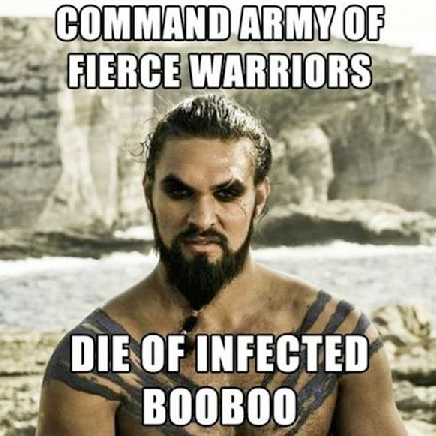 COMMAND ARMY OF
FIERCE WARRIORS
DIE OF INFECTED
BOOBOO